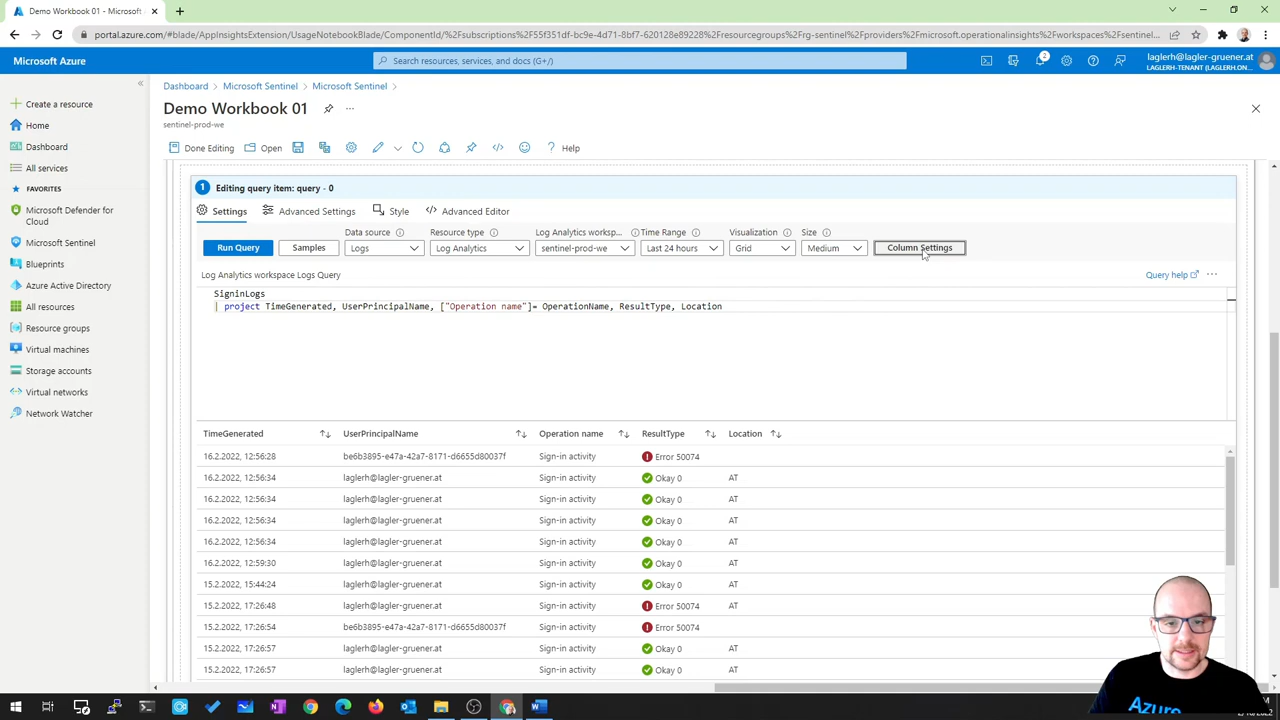 Demo Workbook 01 - Microsoft
portal.azure.com/#blade/AppInsightsExtension/UsageNotebookBlade/ComponentId/%2Fsubscriptions%2F55f351df-bc9e-4d71-8bf7-620128e89228%2Fresourcegroups%2Frg-sentinel%2Fproviders%2Fmicrosoft.operationalinsights%2Fworkspaces%2Fsentinel...
Microsoft Azure
Search resources, services, and docs (G+/)
2
laglerh@lagler-gruener.at
LAGLERH-TENANT (LAGLERH.ON...
Create a resource
Home
Dashboard
All services
FAVORITES
Microsoft Defender for Cloud
Microsoft Sentinel
Blueprints
Azure Active Directory
All resources
Resource groups
Virtual machines
Storage accounts
Virtual networks
Network Watcher
Dashboard > Microsoft Sentinel > Microsoft Sentinel >
Demo Workbook 01
sentinel-prod-we
Done Editing Open Help
1 Editing query item: query - 0
Settings Advanced Settings Style Advanced Editor
Data source Resource type Log Analytics worksp... Time Range Visualization Size
Run Query Samples Logs Log Analytics sentinel-prod-we Last 24 hours Grid Medium Column Settings
Log Analytics workspace Logs Query Query help
SigninLogs
| project TimeGenerated, UserPrincipalName, ["Operation name"]= OperationName, ResultType, Location
TimeGenerated UserPrincipalName Operation name ResultType Location
16.2.2022, 12:56:28 be6b3895-e47a-42a7-8171-d6655d80037f Sign-in activity Error 50074
16.2.2022, 12:56:34 laglerh@lagler-gruener.at Sign-in activity Okay 0 AT
16.2.2022, 12:56:34 laglerh@lagler-gruener.at Sign-in activity Okay 0 AT
16.2.2022, 12:56:34 laglerh@lagler-gruener.at Sign-in activity Okay 0 AT
16.2.2022, 12:56:34 laglerh@lagler-gruener.at Sign-in activity Okay 0 AT
16.2.2022, 12:59:30 laglerh@lagler-gruener.at Sign-in activity Okay 0 AT
15.2.2022, 15:44:24 laglerh@lagler-gruener.at Sign-in activity Okay 0 AT
15.2.2022, 17:26:48 laglerh@lagler-gruener.at Sign-in activity Error 50074 AT
15.2.2022, 17:26:54 be6b3895-e47a-42a7-8171-d6655d80037f Sign-in activity Error 50074
15.2.2022, 17:26:57 laglerh@lagler-gruener.at Sign-in activity Okay 0 AT
15.2.2022, 17:26:57 laglerh@lagler-gruener.at Sign-in activity Okay 0 AT
Azure